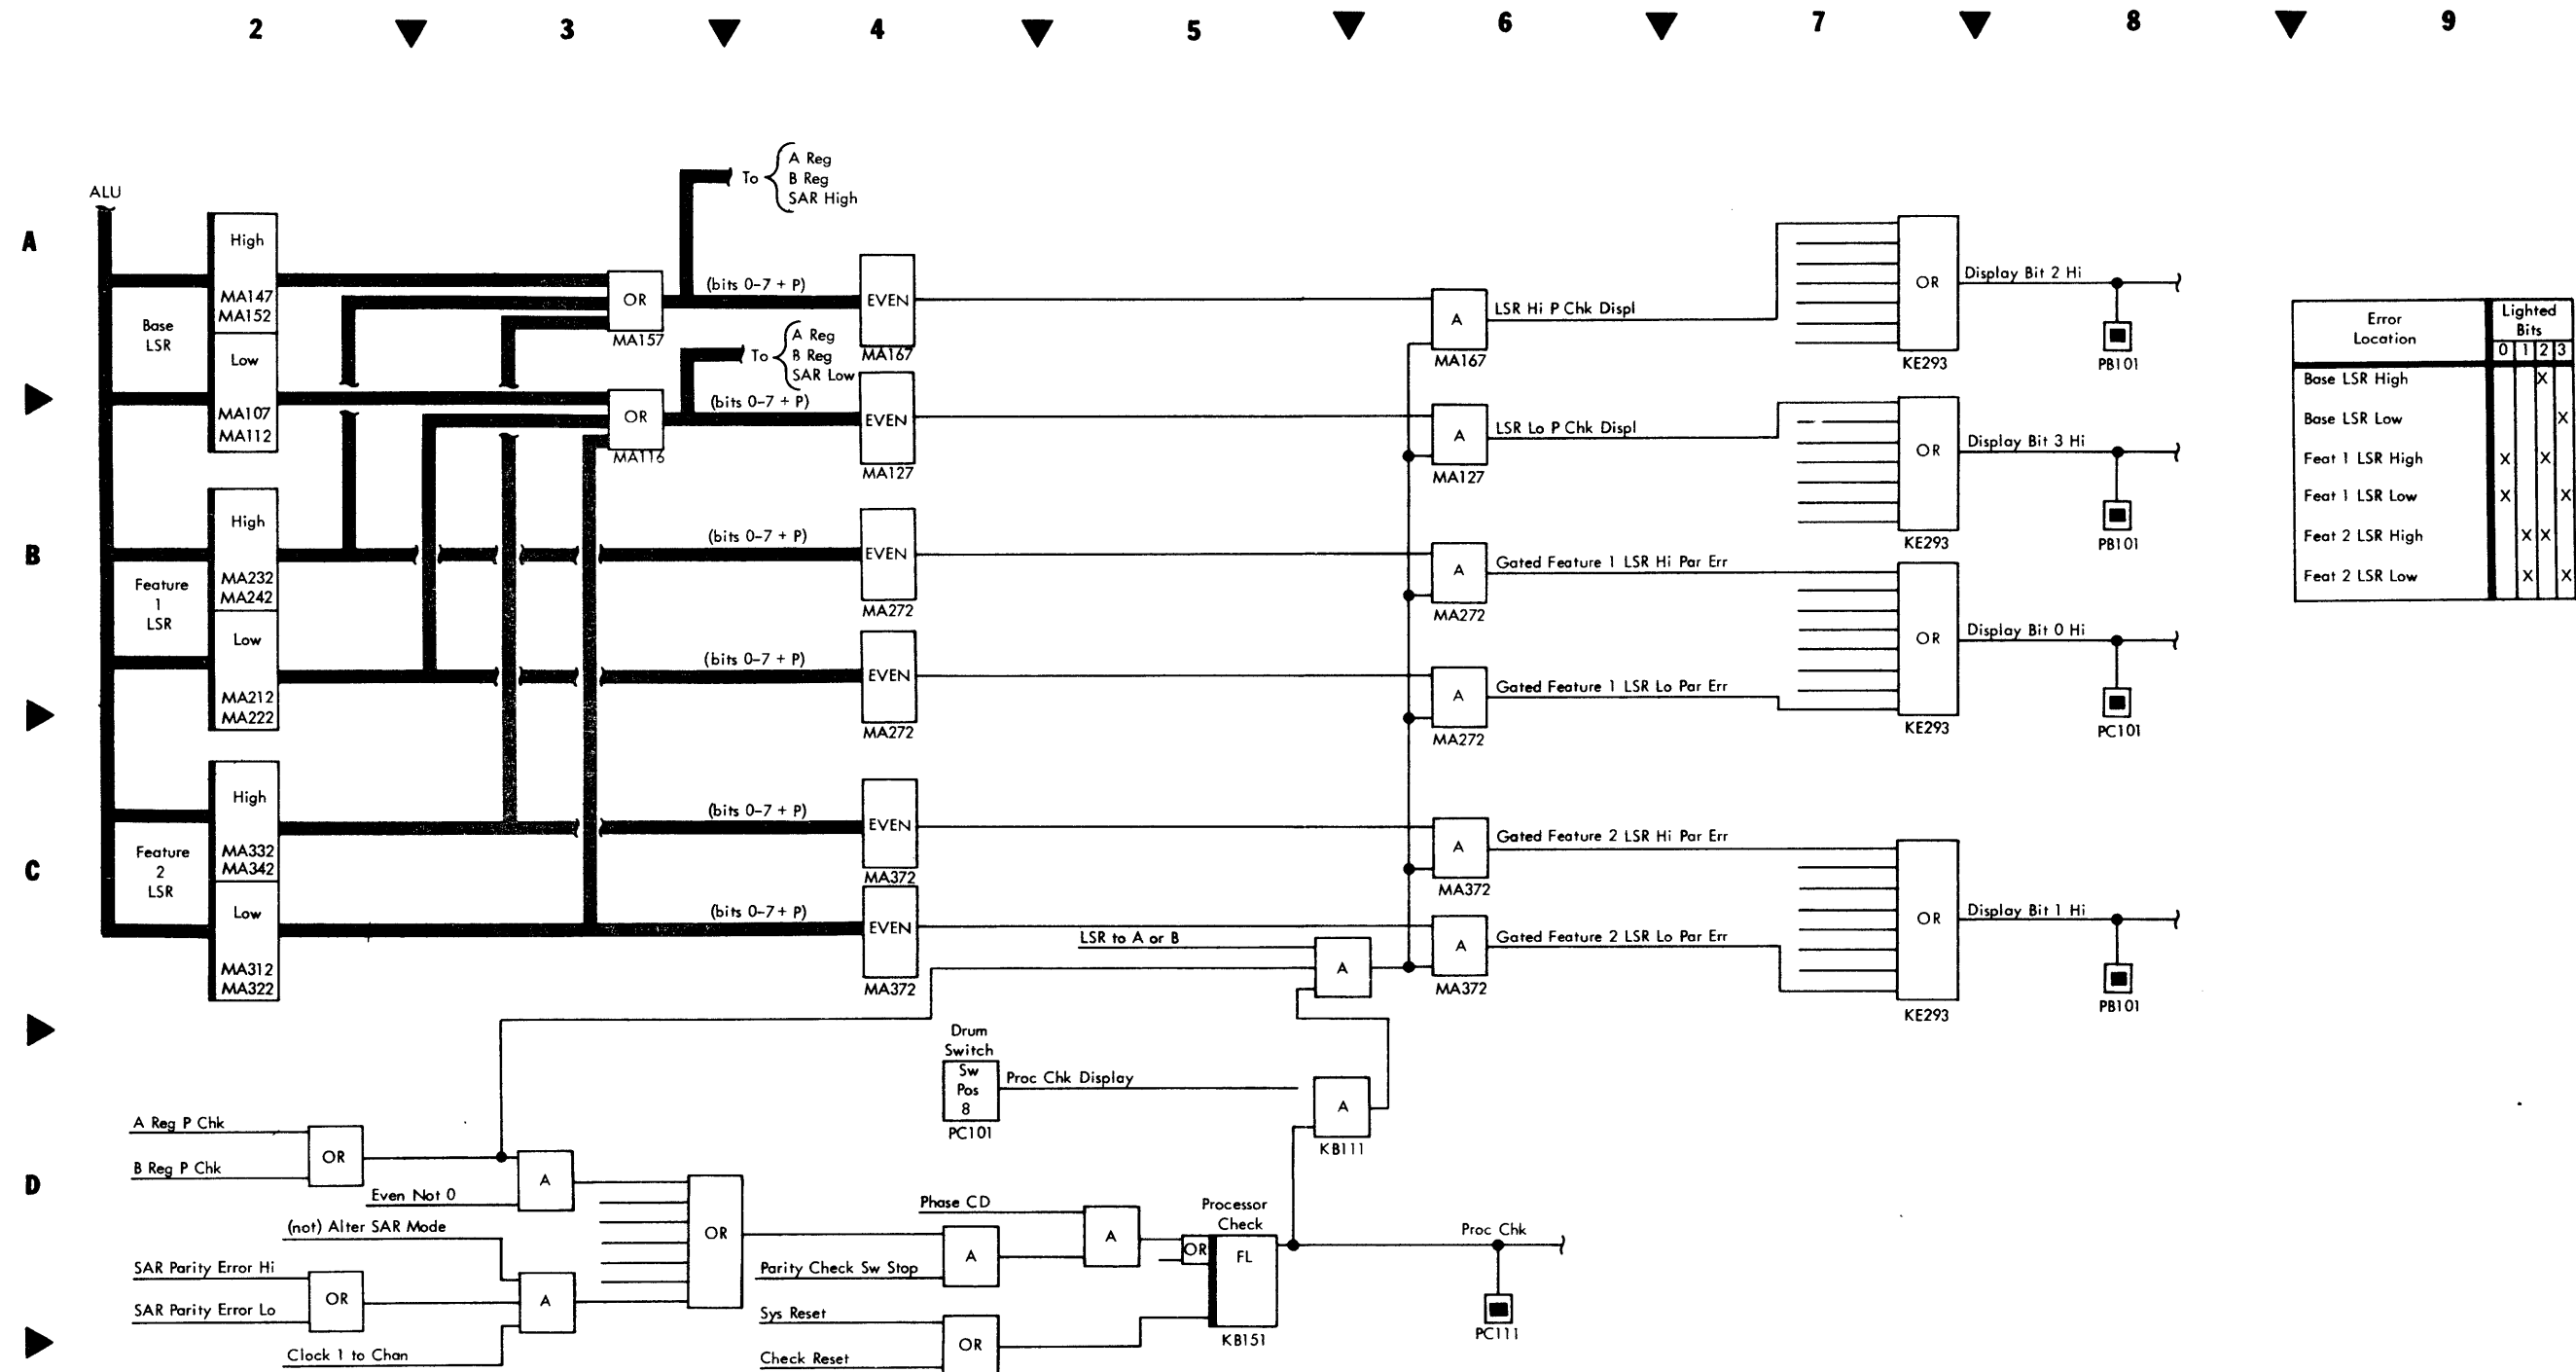 2 3 4 5 6 7 8 9
A
ALU
High
MA147
MA152
Base
LSR
Low
MA107
MA112
OR
MA157
To
A Reg
B Reg
SAR High
(bits 0-7 + P)
EVEN
MA167
A
MA167
LSR Hi P Chk Displ
OR
KE293
Display Bit 2 Hi
PB101
OR
MA116
To
A Reg
B Reg
SAR Low
(bits 0-7 + P)
EVEN
MA127
A
MA127
LSR Lo P Chk Displ
OR
KE293
Display Bit 3 Hi
PB101
Error
Location
Lighted
Bits
0 1 2 3
Base LSR High X
Base LSR Low X
Feat 1 LSR High X X
Feat 1 LSR Low X X
Feat 2 LSR High X X
Feat 2 LSR Low X X
B
High
MA232
MA242
Feature
1
LSR
Low
MA212
MA222
(bits 0-7 + P)
EVEN
MA272
A
MA272
Gated Feature 1 LSR Hi Par Err
(bits 0-7 + P)
EVEN
MA272
A
MA272
Gated Feature 1 LSR Lo Par Err
OR
KE293
Display Bit 0 Hi
PC101
C
High
MA332
MA342
Feature
2
LSR
Low
MA312
MA322
(bits 0-7 + P)
EVEN
MA372
A
MA372
Gated Feature 2 LSR Hi Par Err
(bits 0-7 + P)
EVEN
MA372
LSR to A or B
A
A
MA372
Gated Feature 2 LSR Lo Par Err
OR
KE293
Display Bit 1 Hi
PB101
Drum
Switch
Sw
Pos
8
PC101
Proc Chk Display
A
KB111
D
A Reg P Chk
B Reg P Chk
OR
Even Not 0
A
(not) Alter SAR Mode
SAR Parity Error Hi
SAR Parity Error Lo
OR
A
Clock 1 to Chan
OR
Phase CD
A
Parity Check Sw Stop
A
Processor
Check
OR
FL
KB151
Sys Reset
Check Reset
OR
Proc Chk
PC111